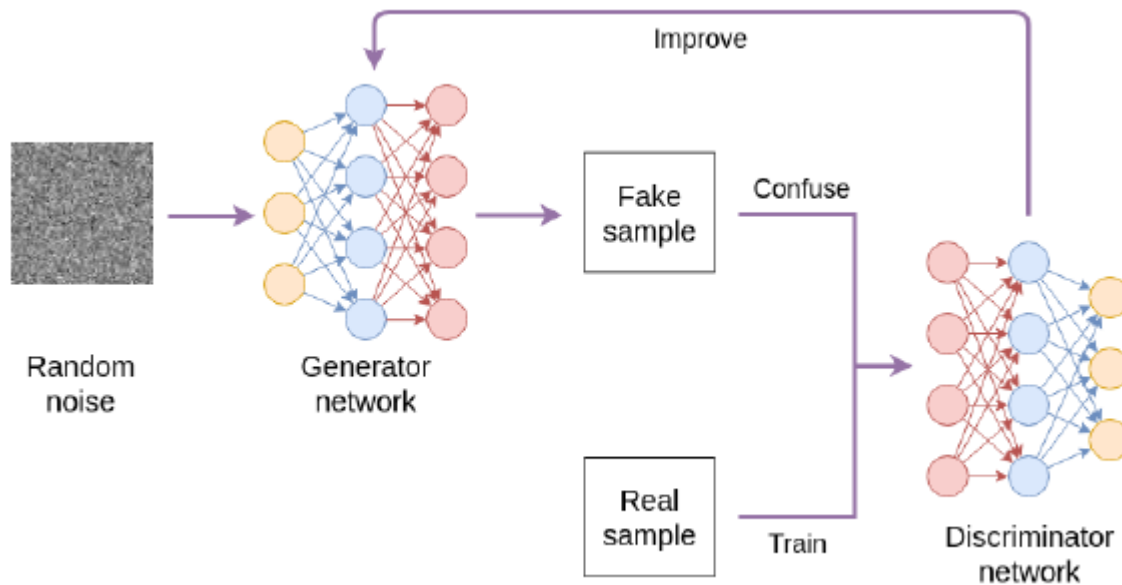 Improve
Random
noise
Generator
network
Fake
sample
Confuse
Real
sample
Train
Discriminator
network